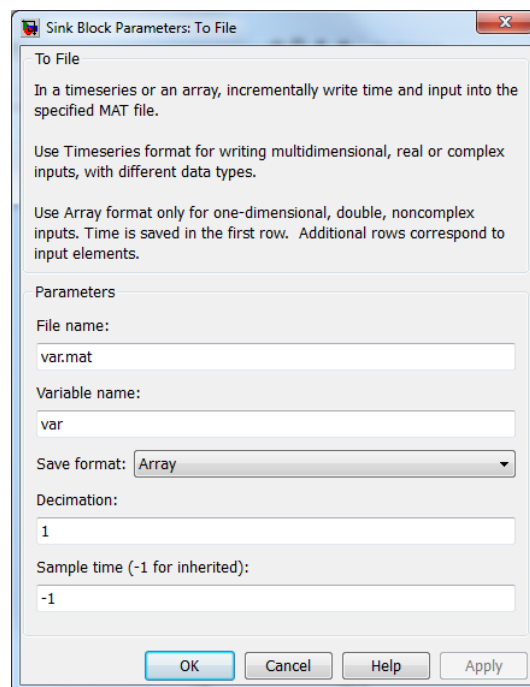 Sink Block Parameters: To File
To File
In a timeseries or an array, incrementally write time and input into the
specified MAT file.
Use Timeseries format for writing multidimensional, real or complex
inputs, with different data types.
Use Array format only for one-dimensional, double, noncomplex
inputs. Time is saved in the first row.  Additional rows correspond to
input elements.
Parameters
File name:
var.mat
Variable name:
var
Save format: Array
Decimation:
1
Sample time (-1 for inherited):
-1
OK Cancel Help Apply